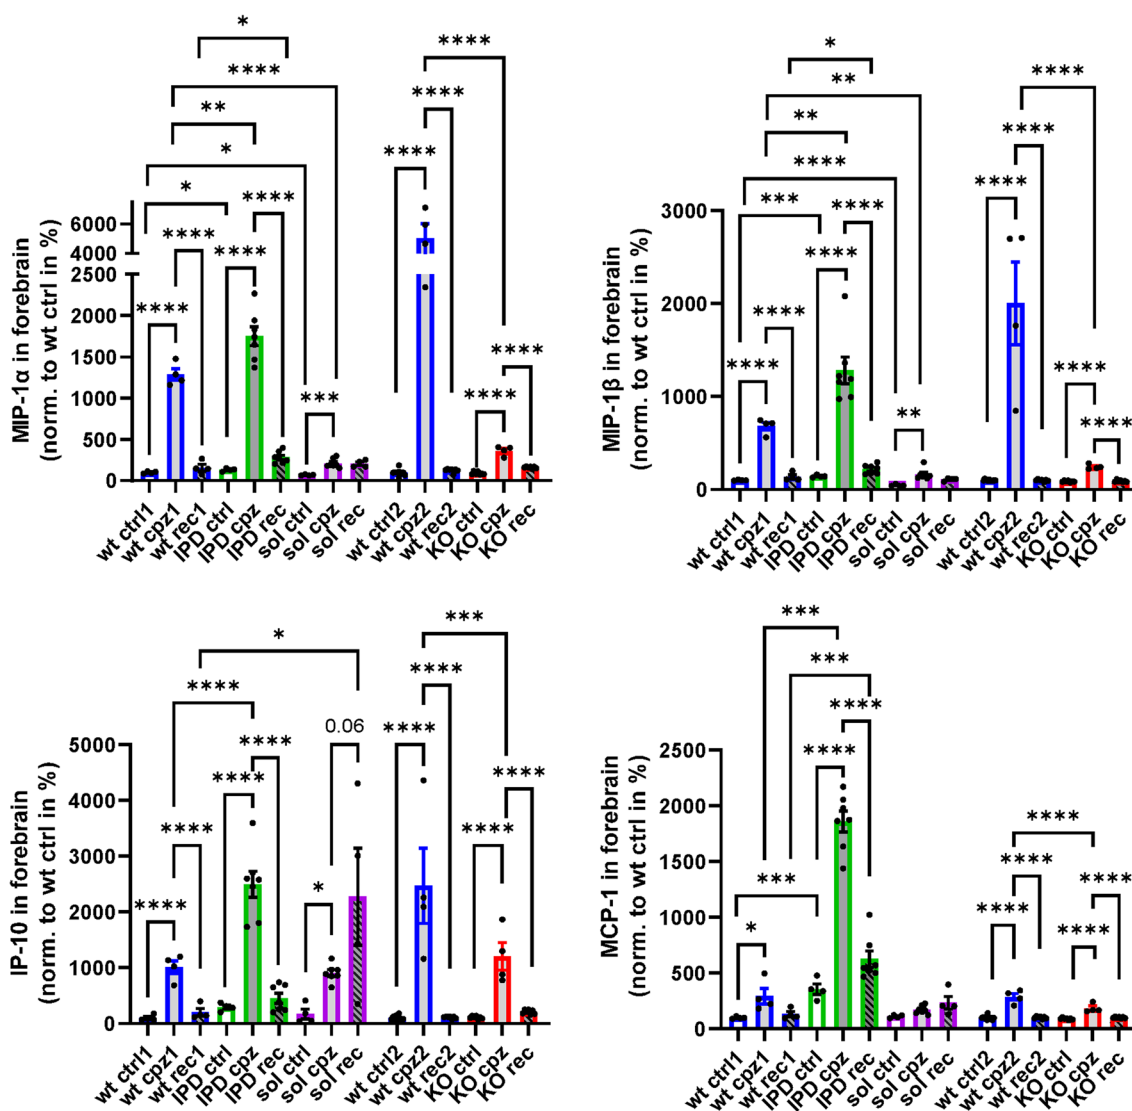 * ****
* ****
**** ** ****
** **** ** ****
* **** **** ****
* *** ****
6000
4000
**** **** 3000 **** ****
2500
2000
**** **** 2000
1500
**** ****
1000 *** **** 1000 ** **** ****
500
0 0
MIP-1α in forebrain
(norm. to wt ctrl in %)
wt ctrl1
wt cpz1
wt rec1
IPD ctrl
IPD cpz
IPD rec
sol ctrl
sol cpz
sol rec
wt ctrl2
wt cpz2
wt rec2
KO ctrl
KO cpz
KO rec
MIP-1β in forebrain
(norm. to wt ctrl in %)
wt ctrl1
wt cpz1
wt rec1
IPD ctrl
IPD cpz
IPD rec
sol ctrl
sol cpz
sol rec
wt ctrl2
wt cpz2
wt rec2
KO ctrl
KO cpz
KO rec
* ***
**** ****
0.06
**** ****
**** ****
**** ****
**** *
5000
4000
3000
2000
1000
0
IP-10 in forebrain
(norm. to wt ctrl in %)
wt ctrl1
wt cpz1
wt rec1
IPD ctrl
IPD cpz
IPD rec
sol ctrl
sol cpz
sol rec
wt ctrl2
wt cpz2
wt rec2
KO ctrl
KO cpz
KO rec
***
***
****
****
****
*** **** ****
* **** ****
2500
2000
1500
1000
500
0
MCP-1 in forebrain
(norm. to wt ctrl in %)
wt ctrl1
wt cpz1
wt rec1
IPD ctrl
IPD cpz
IPD rec
sol ctrl
sol cpz
sol rec
wt ctrl2
wt cpz2
wt rec2
KO ctrl
KO cpz
KO rec